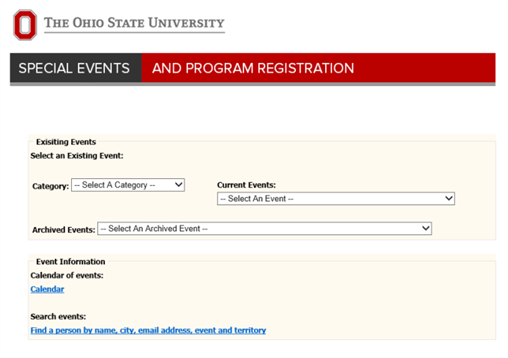 THE OHIO STATE UNIVERSITY
SPECIAL EVENTS AND PROGRAM REGISTRATION
Exisiting Events
Select an Existing Event:
Category: -- Select A Category --
Current Events:
-- Select An Event --
Archived Events: -- Select An Archived Event --
Event Information
Calendar of events:
Calendar
Search events:
Find a person by name, city, email address, event and territory